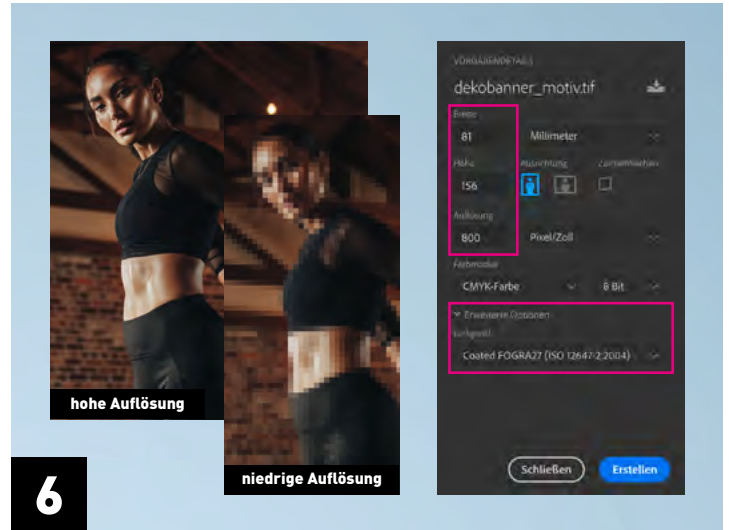 hohe Auflösung
niedrige Auflösung
6
VORGABENDETAILS
dekobanner_motiv.tif
Breite
81 Millimeter
Höhe Ausrichtung Zeichenflächen
156
Auflösung
800 Pixel/Zoll
Farbmodus
CMYK-Farbe 8 Bit
Erweiterte Optionen
Farbprofil
Coated FOGRA27 (ISO 12647-2:2004)
Schließen
Erstellen